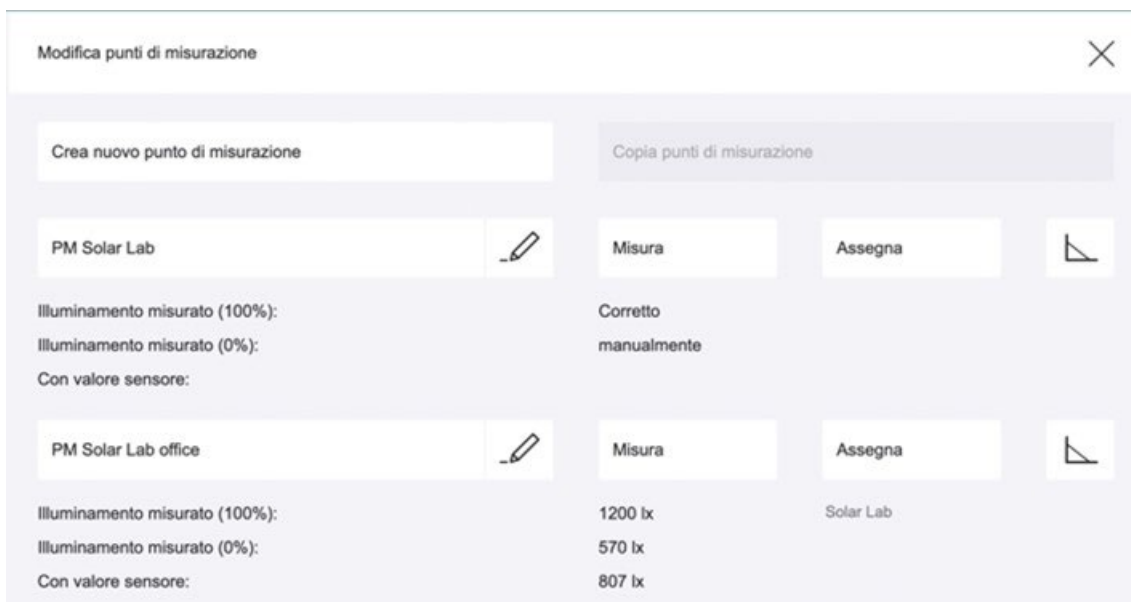 Modifica punti di misurazione
Crea nuovo punto di misurazione
Copia punti di misurazione
PM Solar Lab
Misura
Assegna
Illuminamento misurato (100%):
Corretto
Illuminamento misurato (0%):
manualmente
Con valore sensore:
PM Solar Lab office
Misura
Assegna
Illuminamento misurato (100%):
1200 lx
Solar Lab
Illuminamento misurato (0%):
570 lx
Con valore sensore:
807 lx